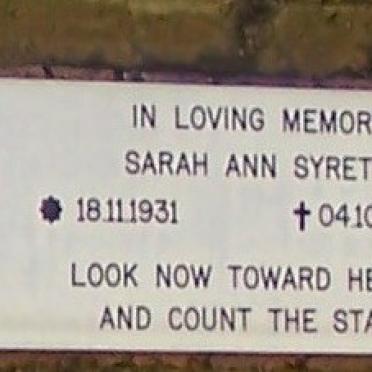 IN LOVING MEMOR
SARAH ANN SYRET
18.11.1931 ✝ 04.10
LOOK NOW TOWARD HE
AND COUNT THE STA